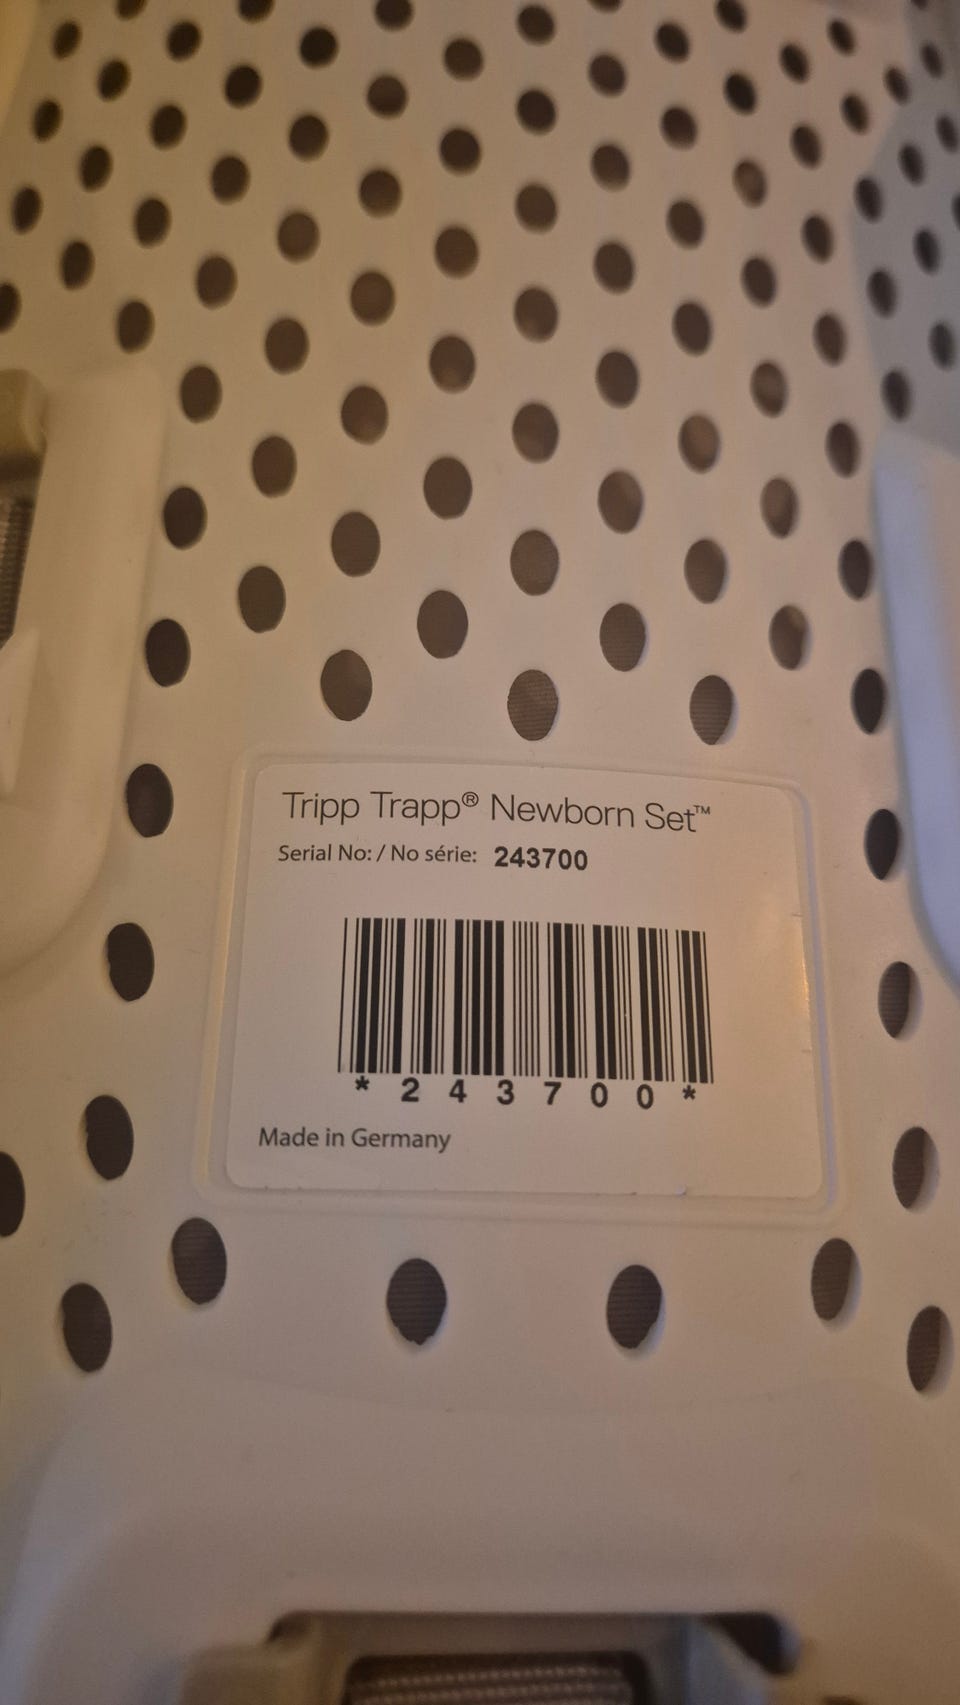 Tripp Trapp® Newborn Set™
Serial No: / No série: 243700
*243700*
Made in Germany